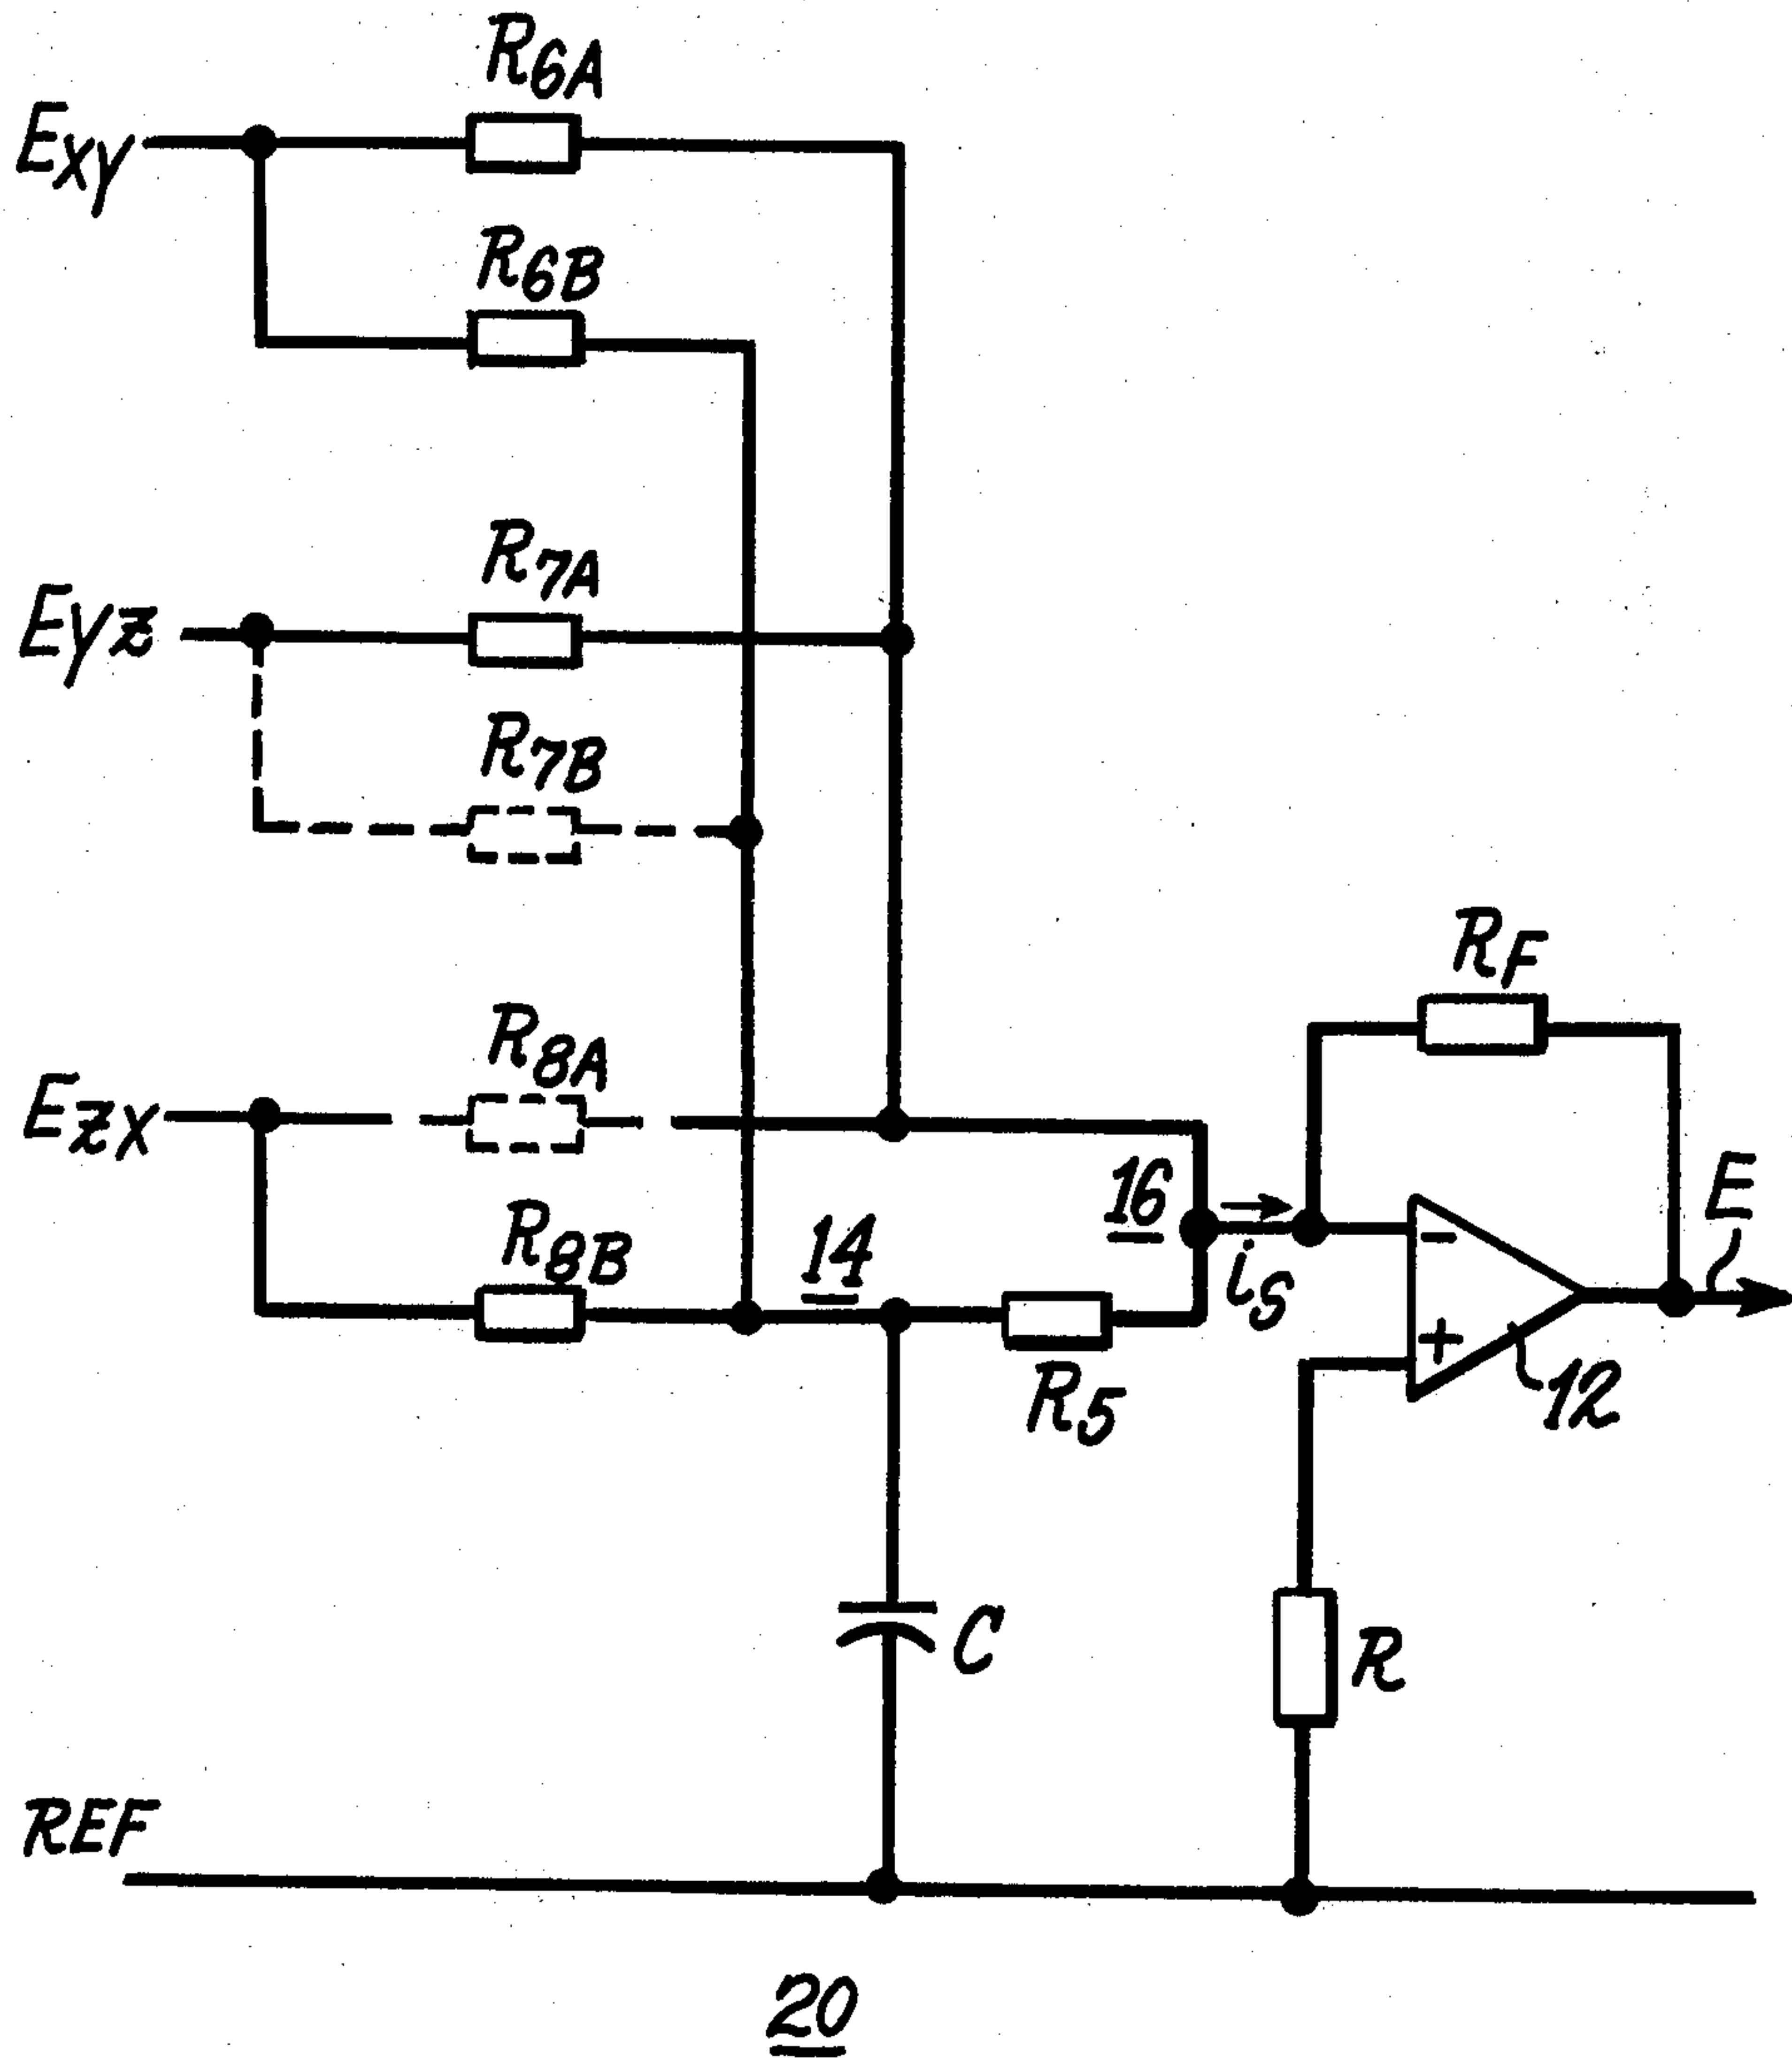 R6A
Exy
R6B
R7A
Eyz
R7B
R8A
Ezx
R8B
14
16
is
RF
E
-
+
12
R5
C
R
REF
20